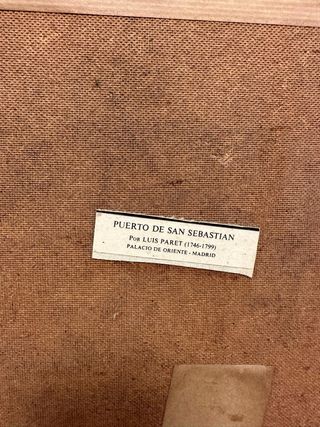 PUERTO DE SAN SEBASTIAN
POR LUIS PARET (1746-1799)
PALACIO DE ORIENTE - MADRID